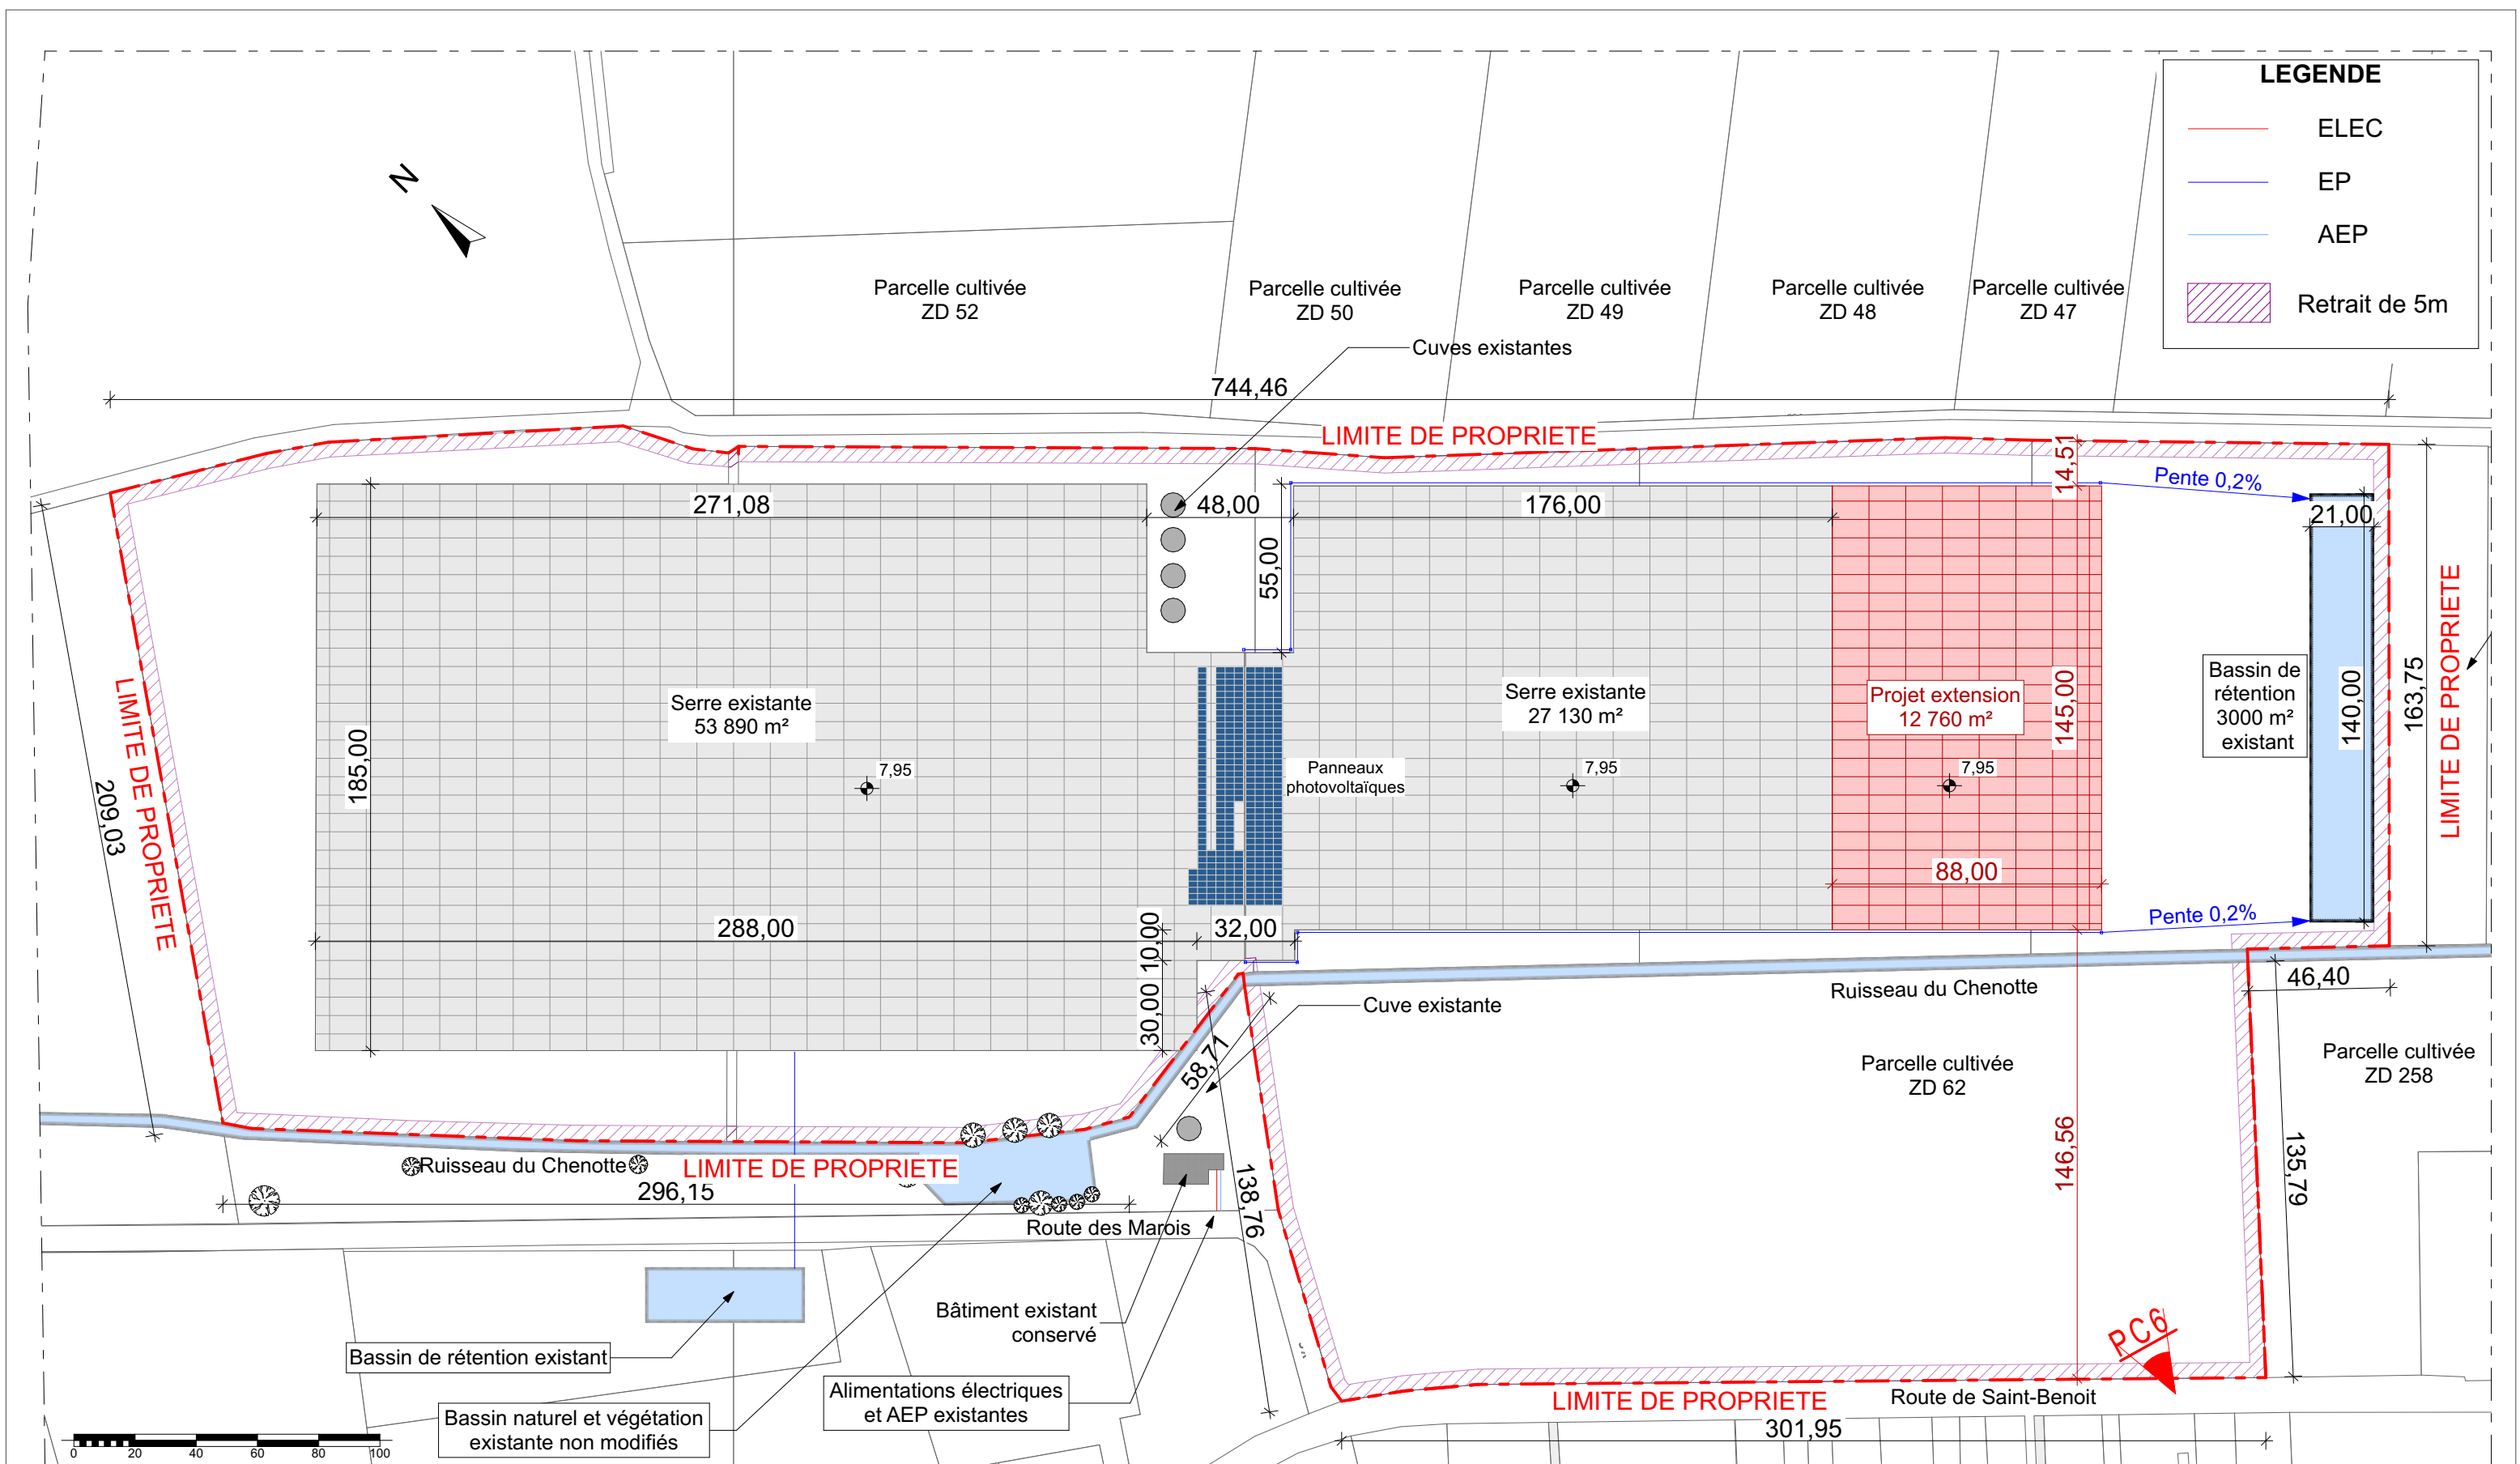 LEGENDE
ELEC
EP
AEP
Retrait de 5m
N
Parcelle cultivée
ZD 52
Parcelle cultivée
ZD 50
Parcelle cultivée
ZD 49
Parcelle cultivée
ZD 48
Parcelle cultivée
ZD 47
Cuves existantes
744,46
LIMITE DE PROPRIETE
14,51
Pente 0,2%
271,08
48,00
176,00
21,00
55,00
LIMITE DE PROPRIETE
209,03
185,00
Serre existante
53 890 m²
7,95
Panneaux
photovoltaïques
Serre existante
27 130 m²
7,95
Projet extension
12 760 m²
7,95
145,00
88,00
Bassin de
rétention
3000 m²
existant
140,00
163,75
LIMITE DE PROPRIETE
Pente 0,2%
288,00
10,00
32,00
30,00
58,71
Cuve existante
Ruisseau du Chenotte
46,40
Parcelle cultivée
ZD 62
Parcelle cultivée
ZD 258
146,56
135,79
138,76
Ruisseau du Chenotte
LIMITE DE PROPRIETE
296,15
Route des Marois
Bâtiment existant
conservé
Bassin de rétention existant
Alimentations électriques
et AEP existantes
Bassin naturel et végétation
existante non modifiés
PC6
LIMITE DE PROPRIETE
Route de Saint-Benoit
301,95
0 20 40 60 80 100